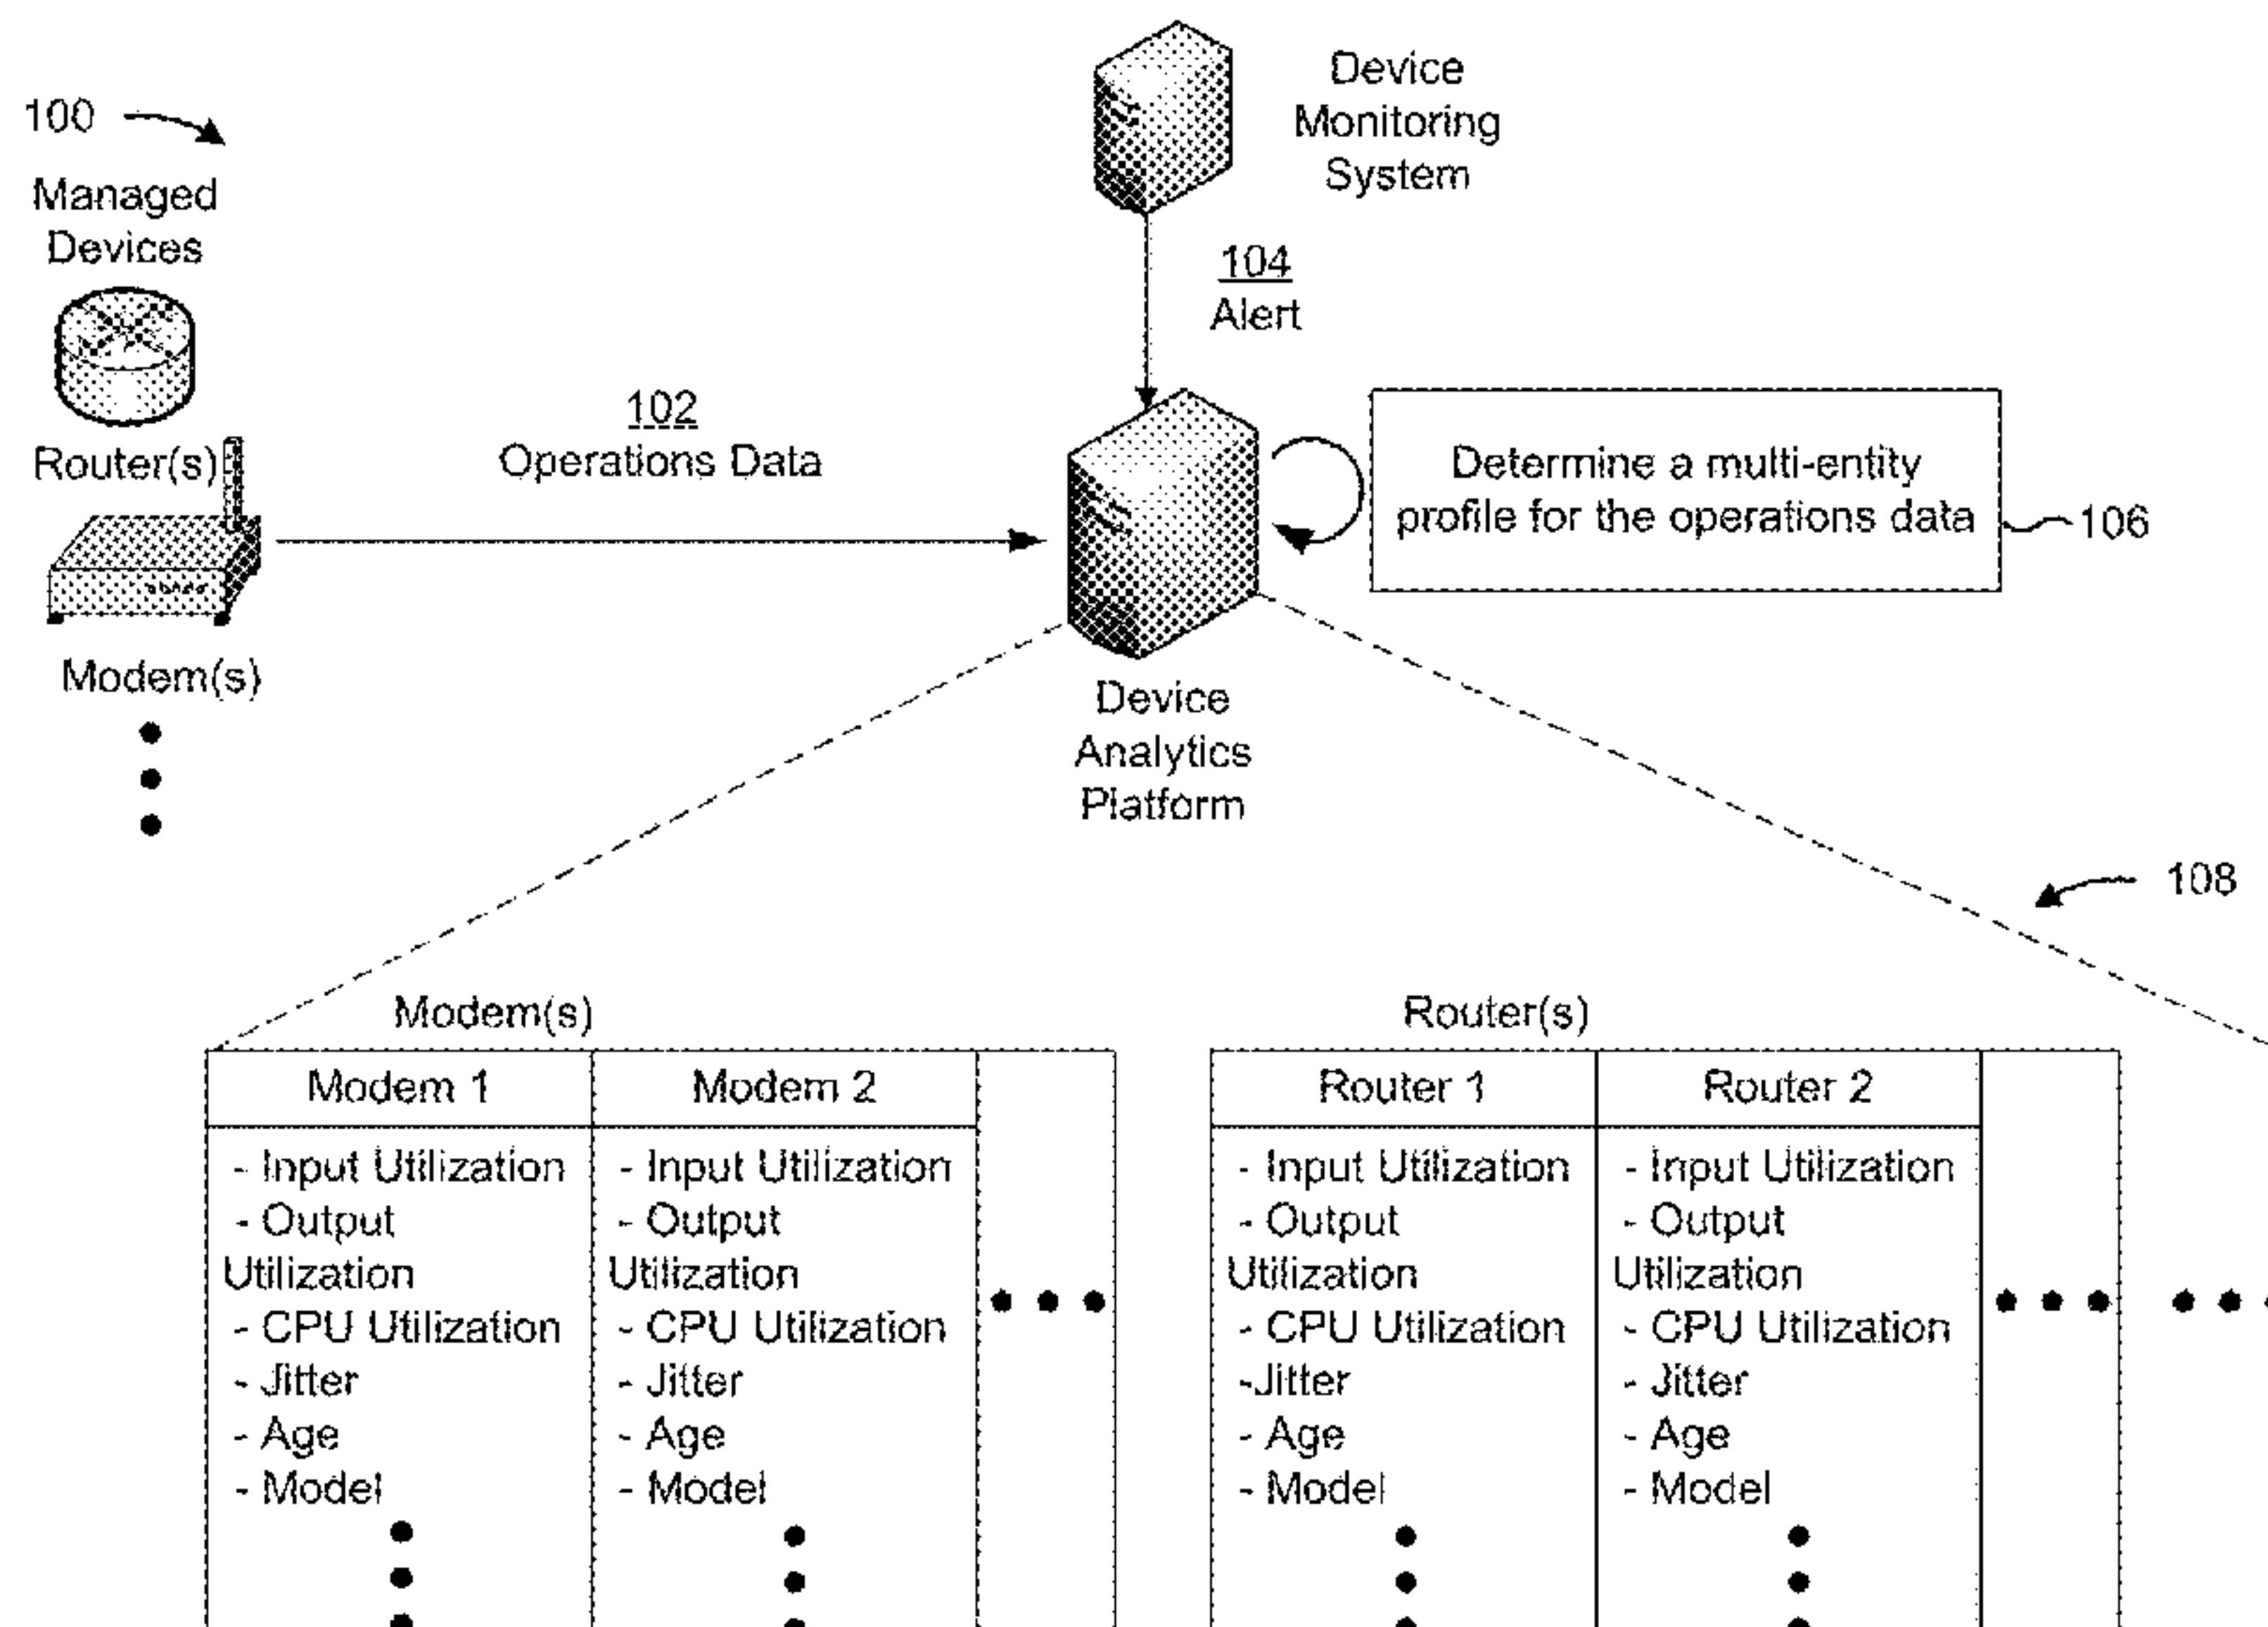 100
Managed
Devices
Router(s)
Modem(s)
102
Operations Data
Device
Monitoring
System
104
Alert
Device
Analytics
Platform
Determine a multi-entity
profile for the operations data
106
108
Modem(s)
Modem 1
- Input Utilization
- Output
Utilization
- CPU Utilization
- Jitter
- Age
- Model
Modem 2
- Input Utilization
- Output
Utilization
- CPU Utilization
- Jitter
- Age
- Model
Router(s)
Router 1
- Input Utilization
- Output
Utilization
- CPU Utilization
-Jitter
- Age
- Model
Router 2
- Input Utilization
- Output
Utilization
- CPU Utilization
- Jitter
- Age
- Model